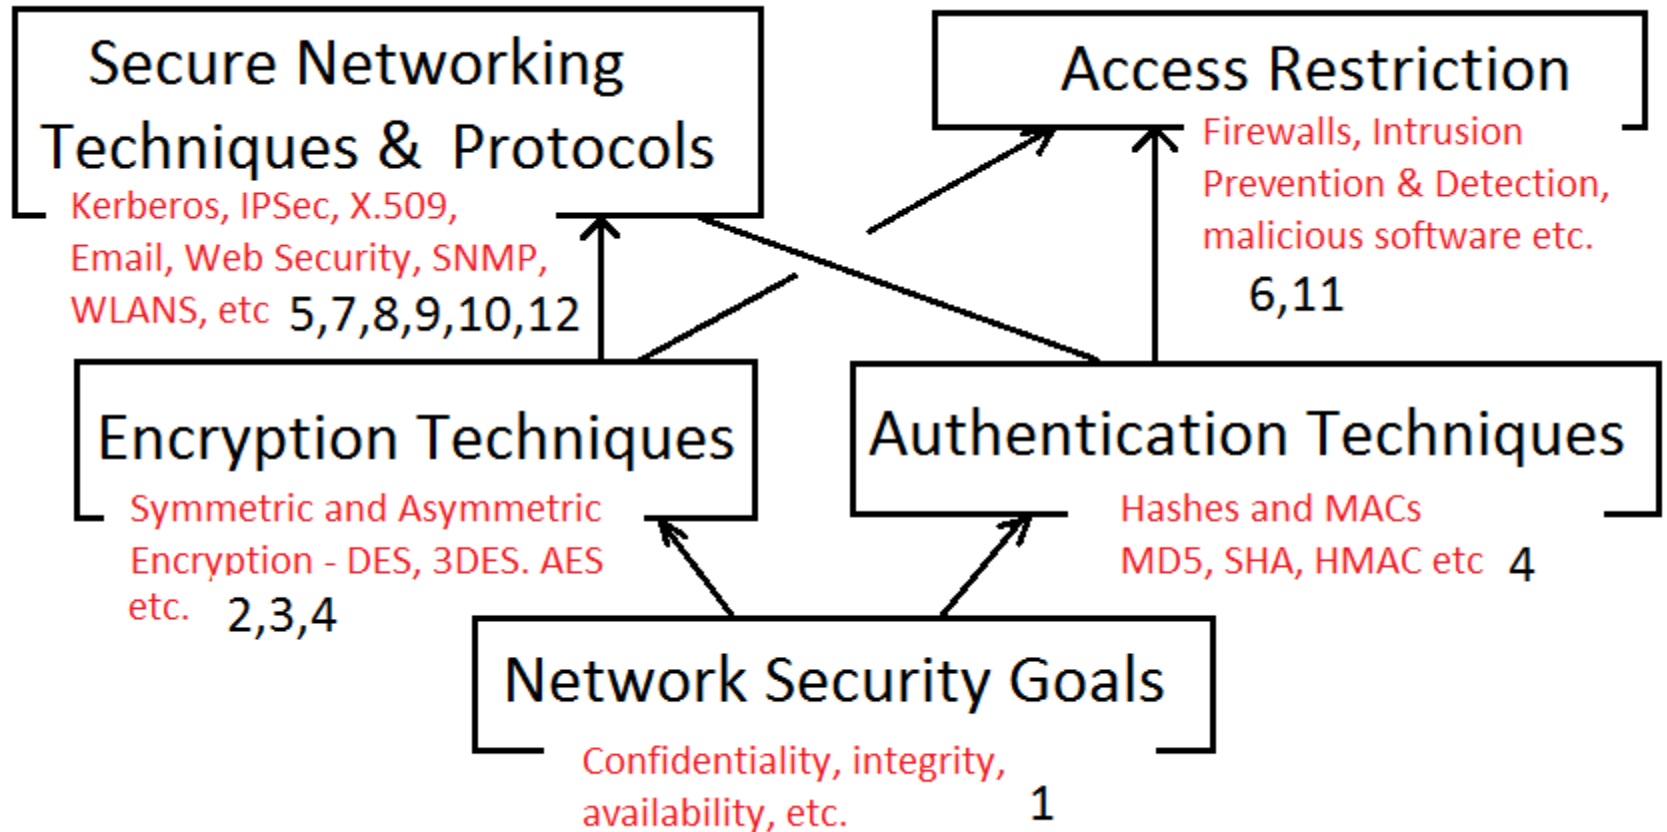 Secure Networking
Techniques & Protocols
Kerberos, IPSec, X.509,
Email, Web Security, SNMP,
WLANS, etc 5,7,8,9,10,12
Access Restriction
Firewalls, Intrusion
Prevention & Detection,
malicious software etc.
6,11
Encryption Techniques
Symmetric and Asymmetric
Encryption - DES, 3DES. AES
etc. 2,3,4
Authentication Techniques
Hashes and MACs
MD5, SHA, HMAC etc 4
Network Security Goals
Confidentiality, integrity,
availability, etc. 1